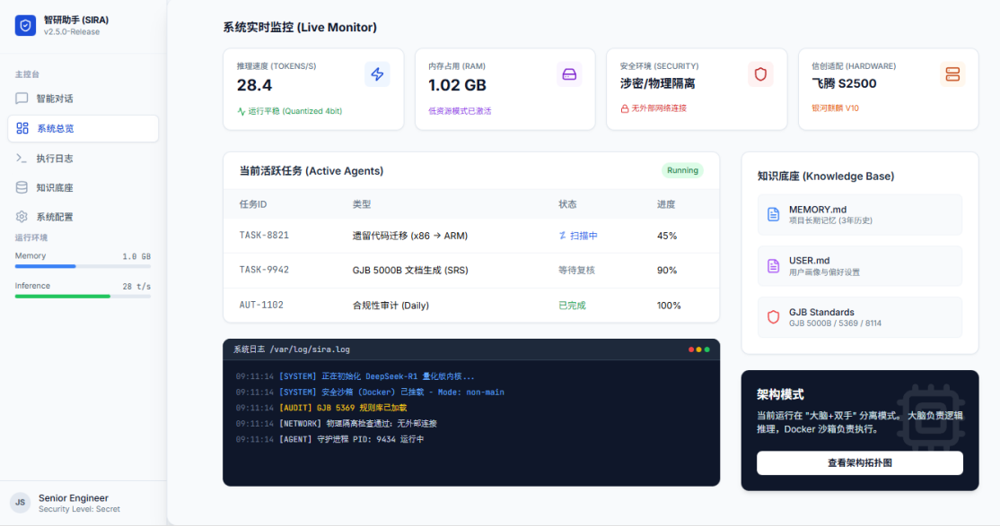 智研助手 (SIRA)
v2.5.0-Release
主控台
智能对话
系统总览
执行日志
知识底座
系统配置
运行环境
Memory 1.0 GB
Inference 28 t/s
JS
Senior Engineer
Security Level: Secret
系统实时监控 (Live Monitor)
推理速度 (TOKENS/S)
28.4
运行平稳 (Quantized 4bit)
内存占用 (RAM)
1.02 GB
低资源模式已激活
安全环境 (SECURITY)
涉密/物理隔离
无外部网络连接
信创适配 (HARDWARE)
飞腾 S2500
银河麒麟 V10
当前活跃任务 (Active Agents) Running
任务ID 类型 状态 进度
TASK-8821 遗留代码迁移 (x86 → ARM) 扫描中 45%
TASK-9942 GJB 5000B 文档生成 (SRS) 等待复核 90%
AUT-1102 合规性审计 (Daily) 已完成 100%
系统日志 /var/log/sira.log
09:11:14 [SYSTEM] 正在初始化 DeepSeek-R1 量化版内核...
09:11:14 [SYSTEM] 安全沙箱 (Docker) 已挂载 - Mode: non-main
09:11:14 [AUDIT] GJB 5369 规则库已加载
09:11:14 [NETWORK] 物理隔离检查通过: 无外部连接
09:11:14 [AGENT] 守护进程 PID: 9434 运行中
知识底座 (Knowledge Base)
MEMORY.md
项目长期记忆 (3年历史)
USER.md
用户画像与偏好设置
GJB Standards
GJB 5000B / 5369 / 8114
架构模式
当前运行在 "大脑+双手" 分离模式。 大脑负责逻辑
推理，Docker 沙箱负责执行。
查看架构拓扑图